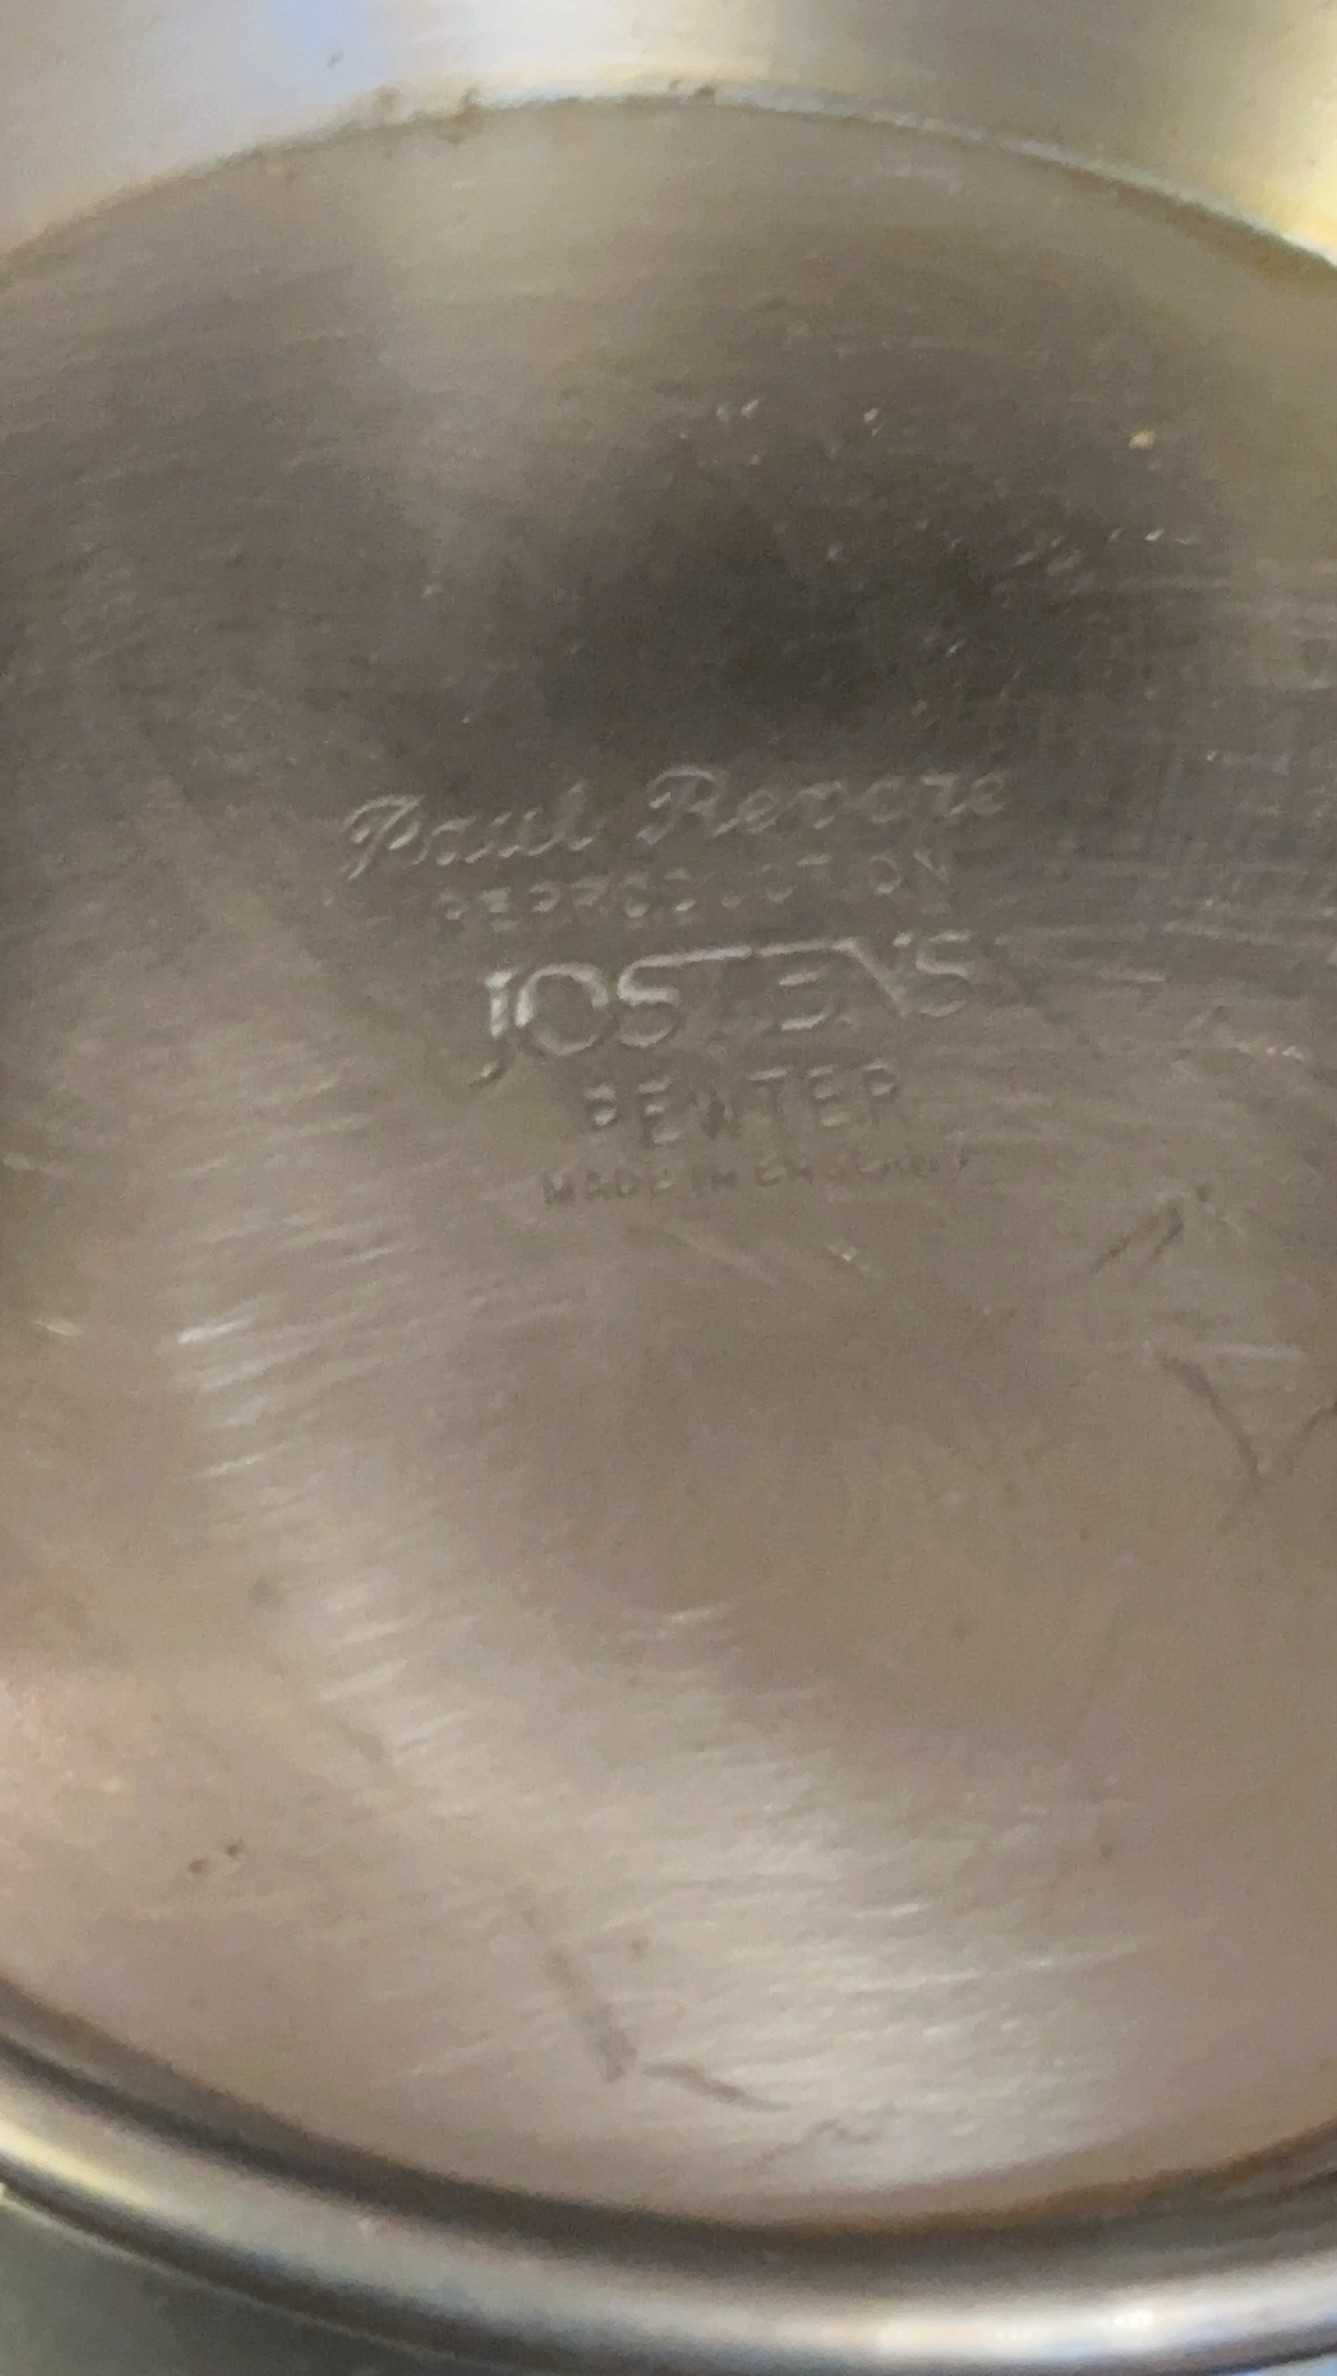 Paul Revere
REPRODUCTION
JOSTENS
PEWTER
MADE IN ENGLAND